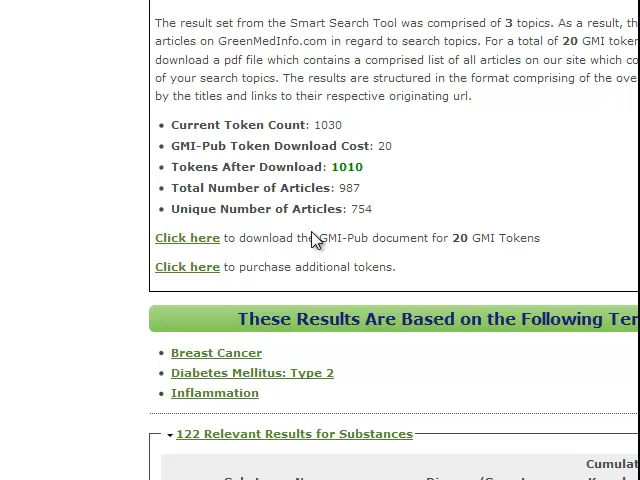 The result set from the Smart Search Tool was comprised of 3 topics. As a result, th
articles on GreenMedInfo.com in regard to search topics. For a total of 20 GMI token
download a pdf file which contains a comprised list of all articles on our site which co
of your search topics. The results are structured in the format comprising of the ove
by the titles and links to their respective originating url.
• Current Token Count: 1030
• GMI-Pub Token Download Cost: 20
• Tokens After Download: 1010
• Total Number of Articles: 987
• Unique Number of Articles: 754
Click here to download the GMI-Pub document for 20 GMI Tokens
Click here to purchase additional tokens.
These Results Are Based on the Following Ter
• Breast Cancer
• Diabetes Mellitus: Type 2
• Inflammation
122 Relevant Results for Substances
Cumulat